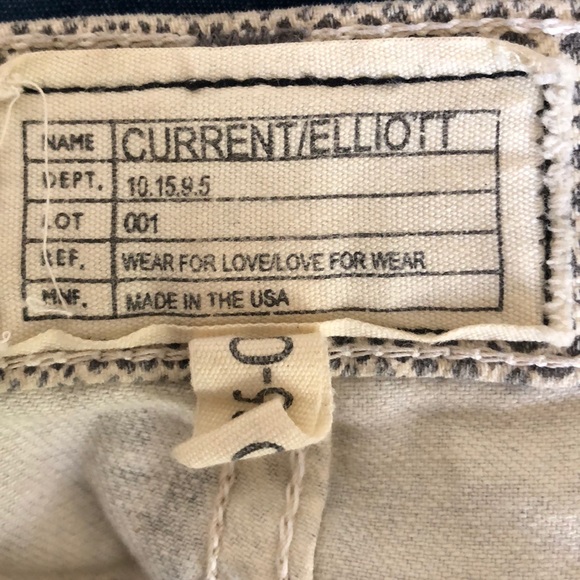 NAME CURRENT/ELLIOTT
DEPT. 10.15.9.5
LOT 001
REF. WEAR FOR LOVE/LOVE FOR WEAR
MNF. MADE IN THE USA